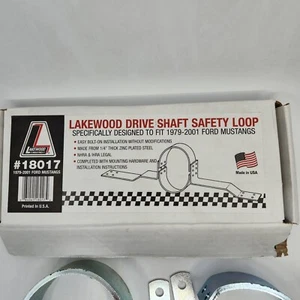 LAKEWOOD
#18017
1979-2001 FORD MUSTANGS
Printed in U.S.A.
LAKEWOOD DRIVE SHAFT SAFETY LOOP
SPECIFICALLY DESIGNED TO FIT 1979-2001 FORD MUSTANGS
• EASY BOLT-ON INSTALLATION WITHOUT MODIFICATIONS
• MADE FROM 1/4" THICK ZINC PLATED STEEL
• NHRA & IHRA LEGAL
• COMPLETED WITH MOUNTING HARDWARE AND
INSTALLATION INSTRUCTIONS
Made in USA